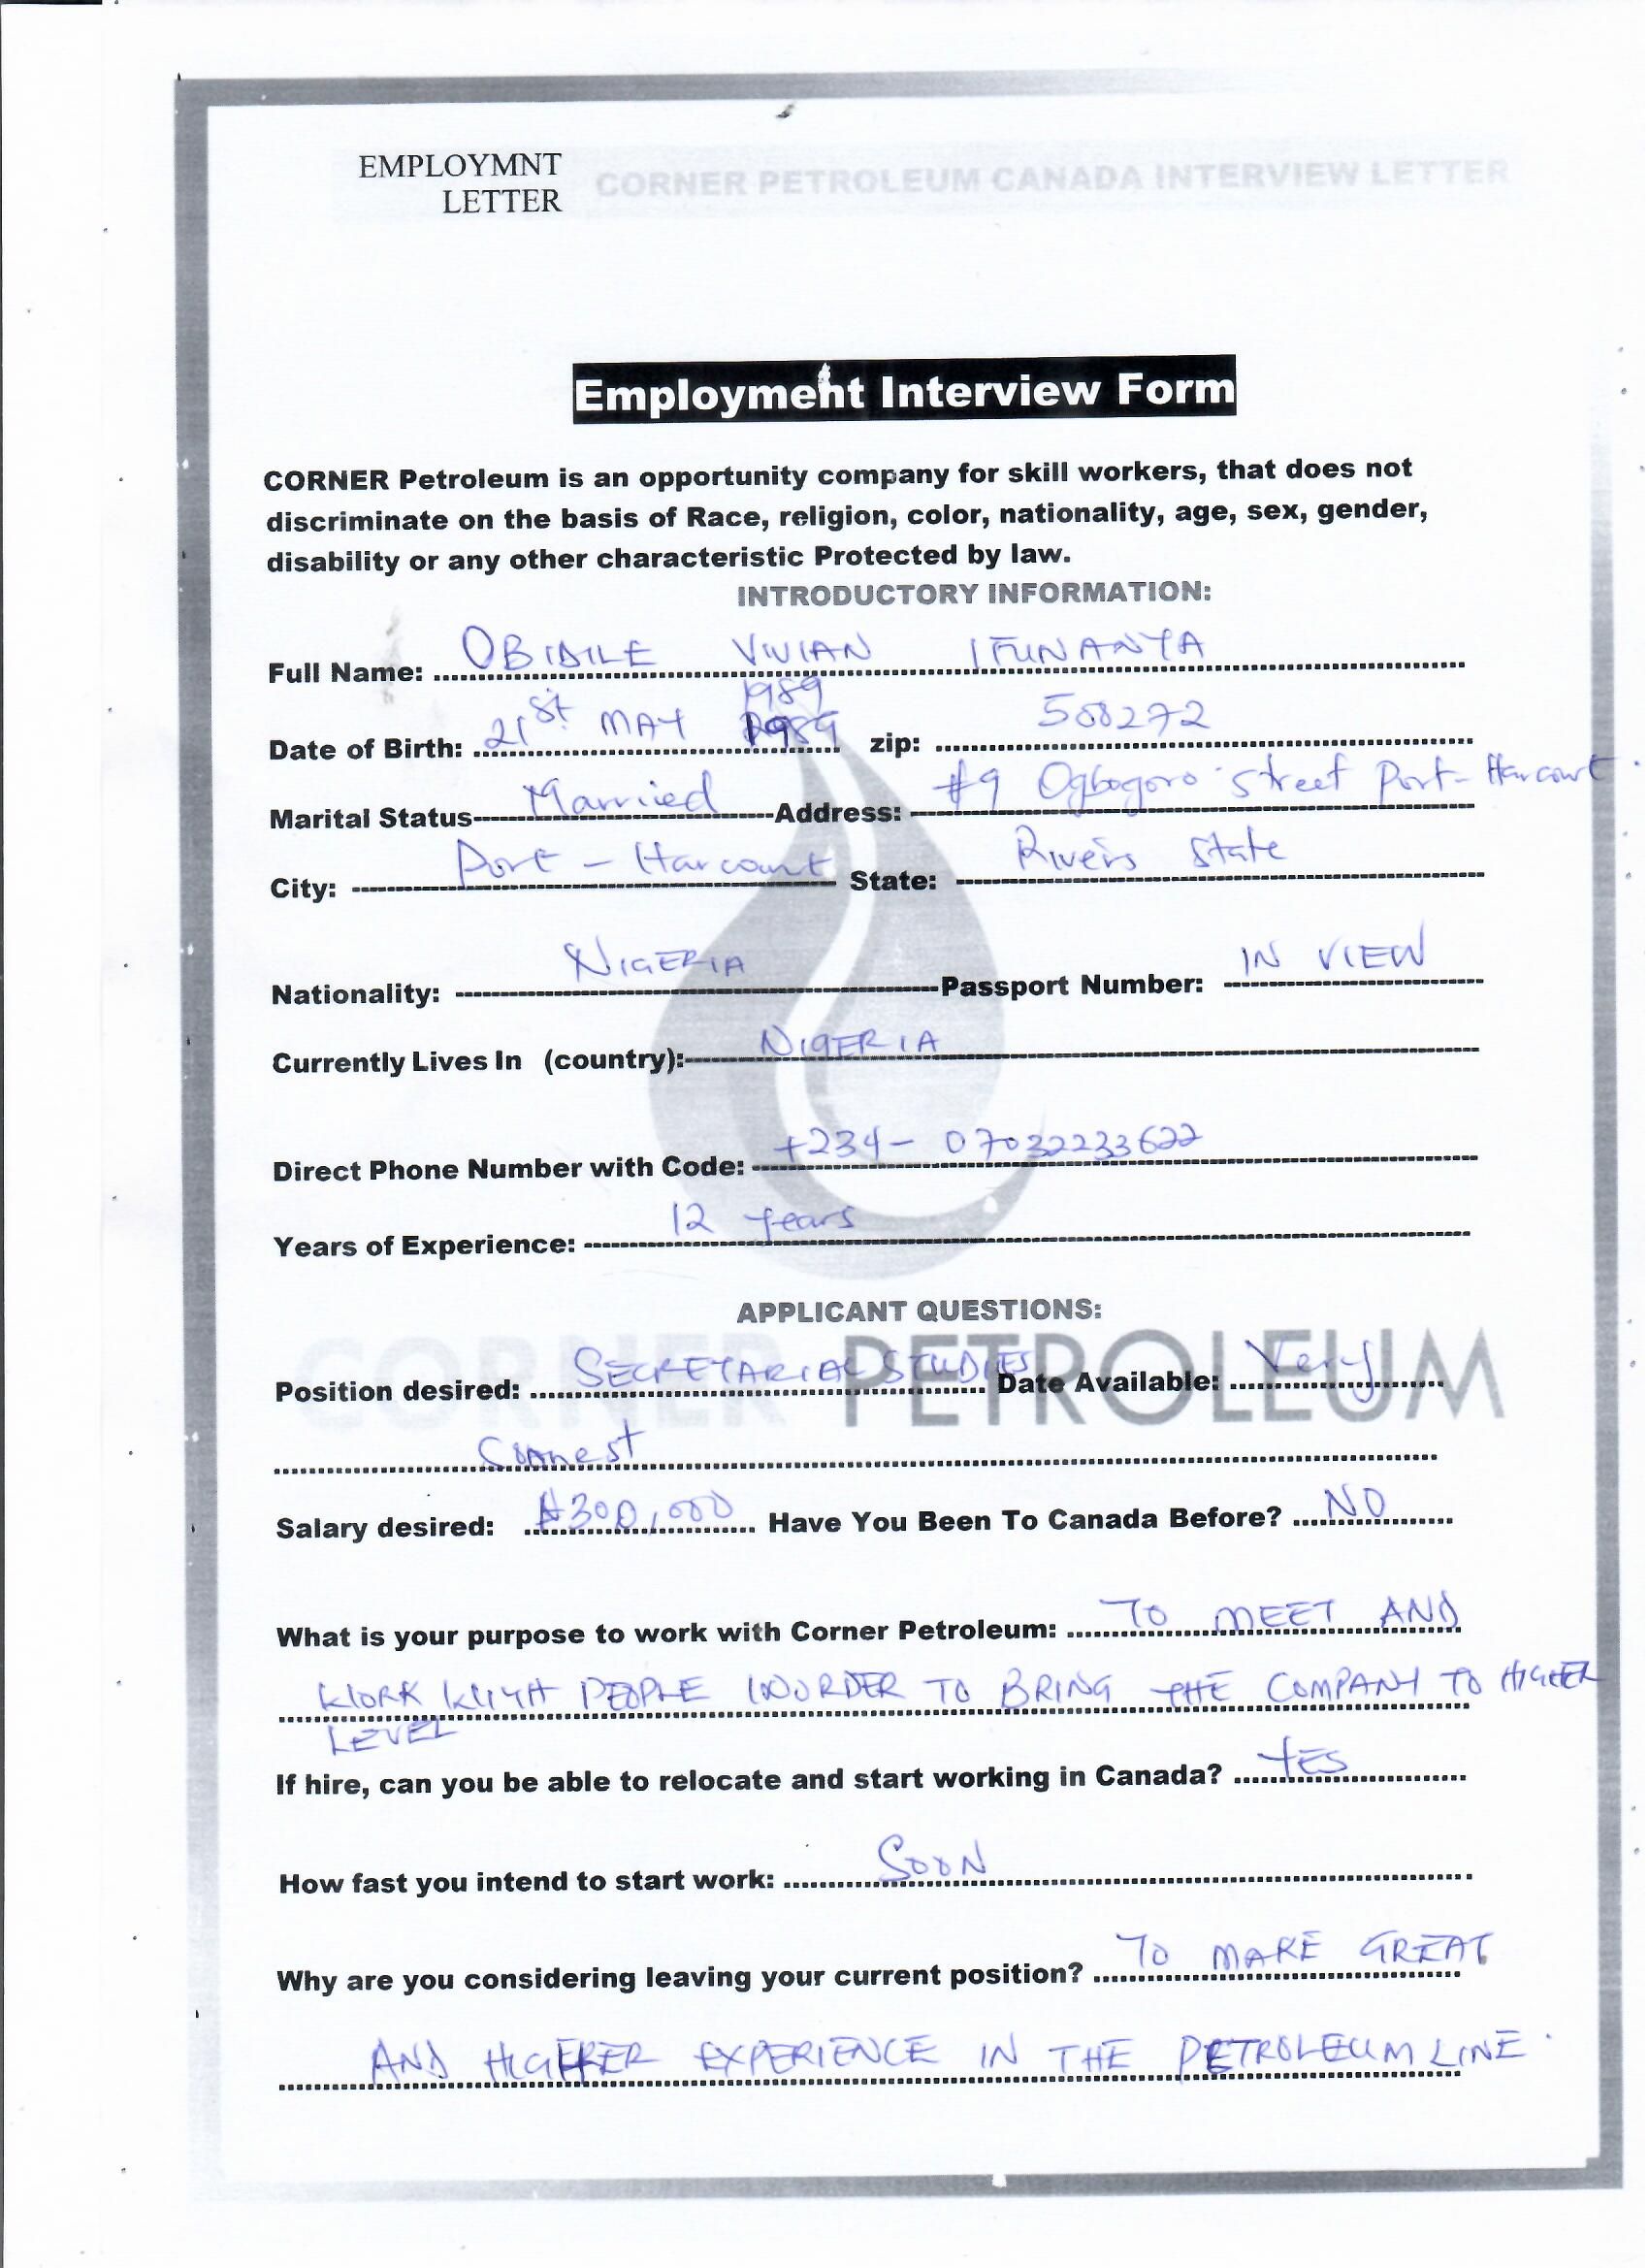 EMPLOYMNT
LETTER
CORNER PETROLEUM CANADA INTERVIEW LETTER
Employment Interview Form
CORNER Petroleum is an opportunity company for skill workers, that does not
discriminate on the basis of Race, religion, color, nationality, age, sex, gender,
disability or any other characteristic Protected by law.
INTRODUCTORY INFORMATION:
Full Name: OBIDILE VIVIAN IFUNANYA
1989
Date of Birth: 21st MAY 1989 zip: 508272
Marital Status Married Address: #9 Ogbogoro Street Port-Harcourt.
City: Port-Harcourt State: Rivers State
Nationality: NIGERIA Passport Number: IN VIEW
Currently Lives In (country): NIGERIA
Direct Phone Number with Code: +234- 07032233622
Years of Experience: 12 years
APPLICANT QUESTIONS:
CORNER PETROLEUM
Position desired: SECRETARIAL STUDIES Date Available: Very
Salary desired: ₦300,000 Have You Been To Canada Before? NO
What is your purpose to work with Corner Petroleum: TO MEET AND
WORK WITH PEOPLE INORDER TO BRING THE COMPANY TO HIGHER
LEVEL
If hire, can you be able to relocate and start working in Canada? YES
How fast you intend to start work: SOON
Why are you considering leaving your current position? TO MAKE GREAT
AND HIGHER EXPERIENCE IN THE PETROLEUM LINE.